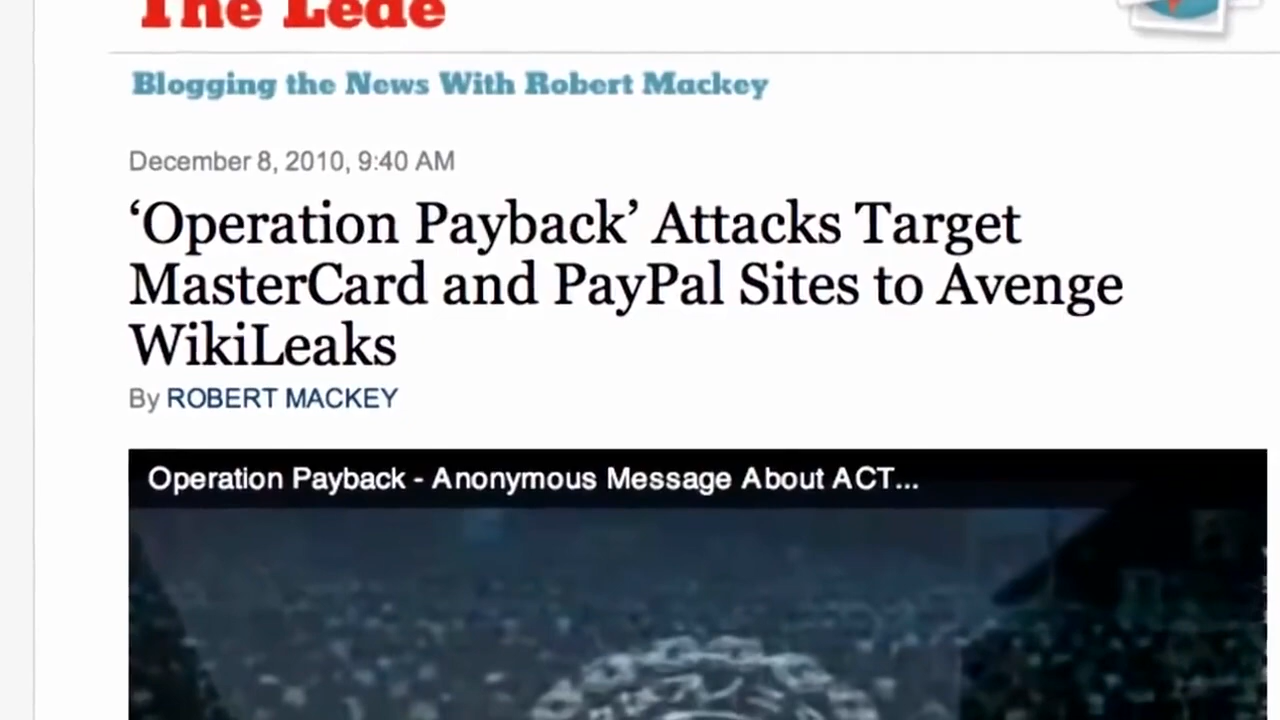 The Lede
Blogging the News With Robert Mackey
December 8, 2010, 9:40 AM
‘Operation Payback’ Attacks Target
MasterCard and PayPal Sites to Avenge
WikiLeaks
By ROBERT MACKEY
Operation Payback - Anonymous Message About ACT...